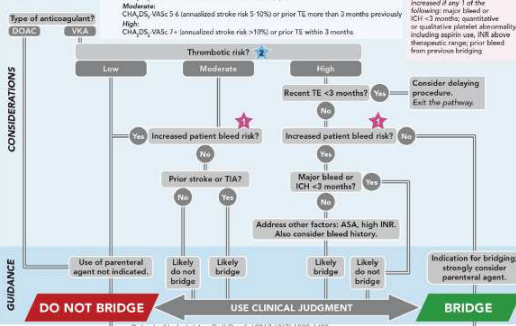 Moderate:
CHA2DS2-VASc 5-6 (annualized stroke risk 5-10%) or prior TE more than 3 months previously
High:
CHA2DS2-VASc 7+ (annualized stroke risk >10%) or prior TE within 3 months
increased if any 1 of the
following: major bleed or
ICH <3 months; quantitative
or qualitative platelet abnormality
including aspirin use, INR above
therapeutic range; prior bleed
from previous bridging
Type of anticoagulant?
DOAC
VKA
CONSIDERATIONS
Thrombotic risk?
2
Low
Moderate
High
Recent TE <3 months?
Yes
Consider delaying
procedure.
Exit the pathway.
No
1
1
Yes
Increased patient bleed risk?
Increased patient bleed risk?
No
No
Yes
Prior stroke or TIA?
Major bleed or
ICH <3 months?
Yes
No
Yes
No
Address other factors: ASA, high INR.
Also consider bleed history.
GUIDANCE
Use of parenteral
agent not indicated.
Likely
do not
bridge
Likely
bridge
Likely
bridge
Likely
do not
bridge
Indication for bridging;
strongly consider
parenteral agent.
DO NOT BRIDGE
USE CLINICAL JUDGMENT
BRIDGE